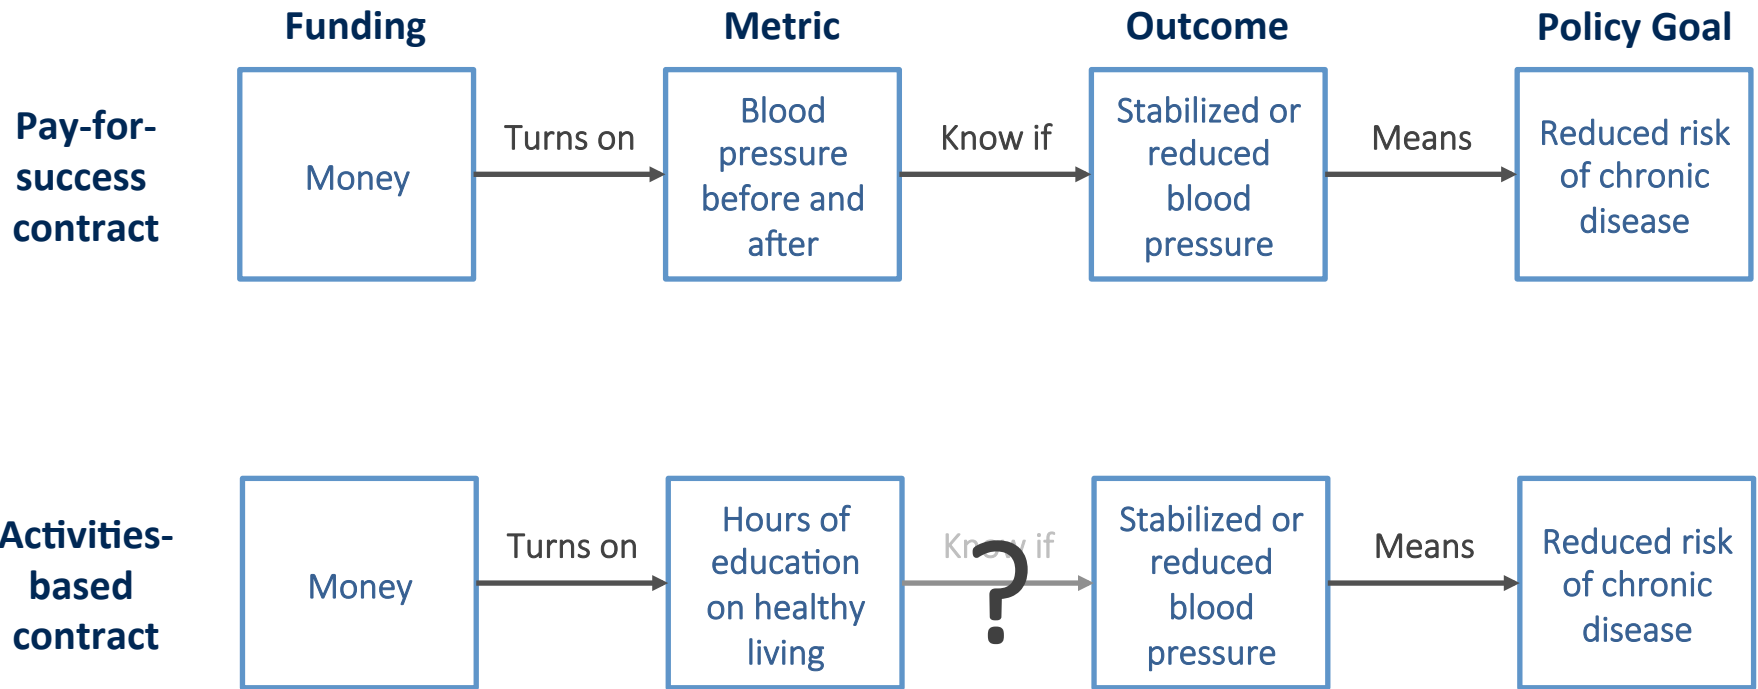 Funding
Metric
Outcome
Policy Goal
Pay-for-
success
contract
Money
Turns on
Blood
pressure
before and
after
Know if
Stabilized or
reduced
blood
pressure
Means
Reduced risk
of chronic
disease
Activities-
based
contract
Money
Turns on
Hours of
education
on healthy
living
Know if
?
Stabilized or
reduced
blood
pressure
Means
Reduced risk
of chronic
disease